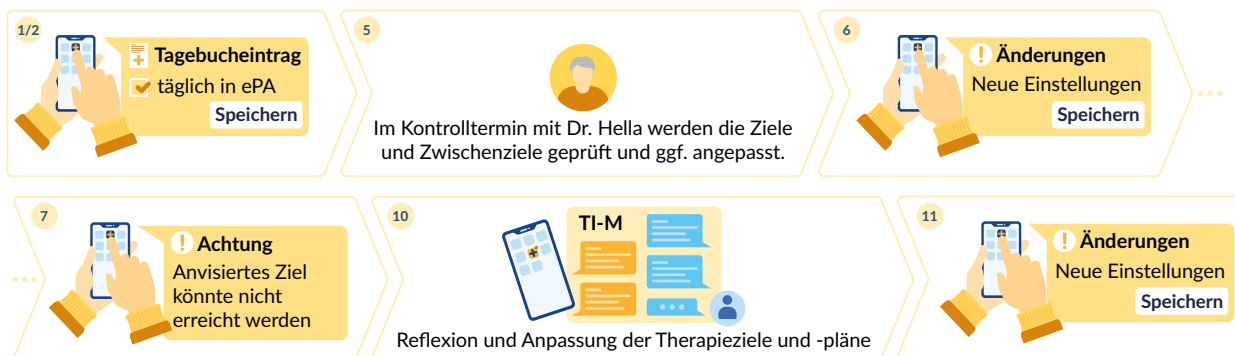 1/2
Tagebucheintrag
täglich in ePA
Speichern
5
Im Kontrolltermin mit Dr. Hella werden die Ziele
und Zwischenziele geprüft und ggf. angepasst.
6
! Änderungen
Neue Einstellungen
Speichern
7
! Achtung
Anvisiertes Ziel
könnte nicht
erreicht werden
10
TI-M
Reflexion und Anpassung der Therapieziele und -pläne
11
! Änderungen
Neue Einstellungen
Speichern